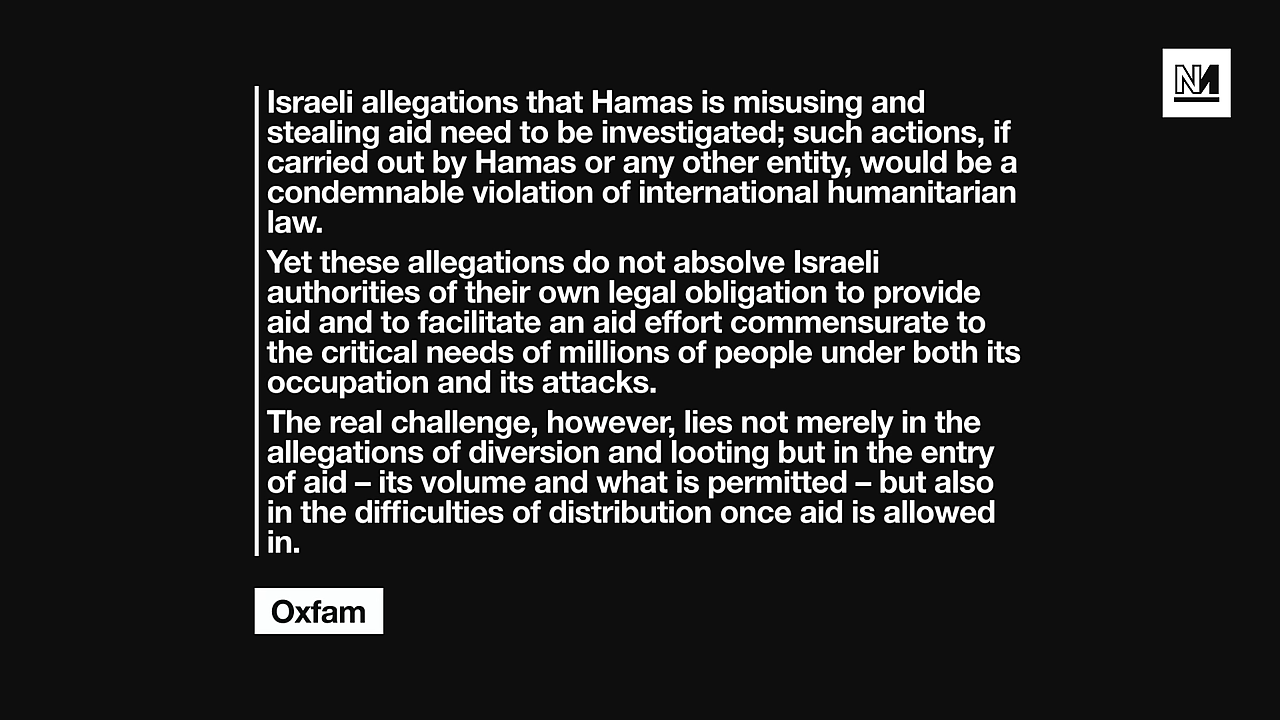 Israeli allegations that Hamas is misusing and
stealing aid need to be investigated; such actions, if
carried out by Hamas or any other entity, would be a
condemnable violation of international humanitarian
law.
Yet these allegations do not absolve Israeli
authorities of their own legal obligation to provide
aid and to facilitate an aid effort commensurate to
the critical needs of millions of people under both its
occupation and its attacks.
The real challenge, however, lies not merely in the
allegations of diversion and looting but in the entry
of aid – its volume and what is permitted – but also
in the difficulties of distribution once aid is allowed
in.
Oxfam
NM